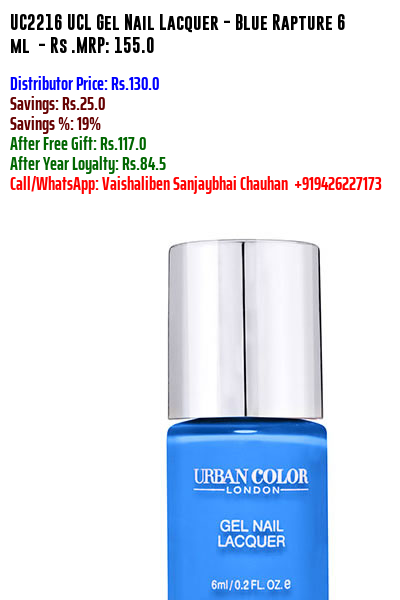 UC2216 UCL Gel Nail Lacquer - Blue Rapture 6
ml - Rs .MRP: 155.0
Distributor Price: Rs.130.0
Savings: Rs.25.0
Savings %: 19%
After Free Gift: Rs.117.0
After Year Loyalty: Rs.84.5
Call/WhatsApp: Vaishaliben Sanjaybhai Chauhan +919426227173
URBAN COLOR
LONDON
GEL NAIL
LACQUER
6ml/0.2 FL. OZ. e